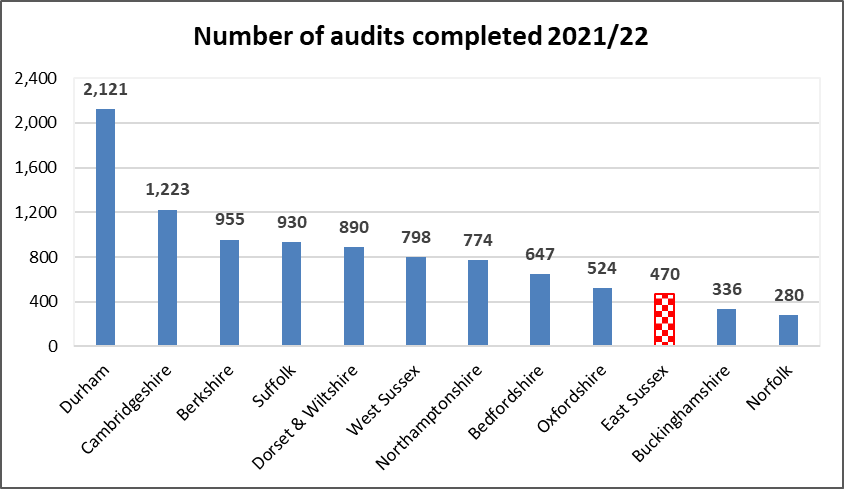 Number of audits completed 2021/22
2,400
2,000
1,600
1,200
800
400
0
2,121
1,223
955
930
890
798
774
647
524
470
336
280
Durham
Cambridgeshire
Berkshire
Suffolk
Dorset & Wiltshire
West Sussex
Northamptonshire
Bedfordshire
Oxfordshire
East Sussex
Buckinghamshire
Norfolk